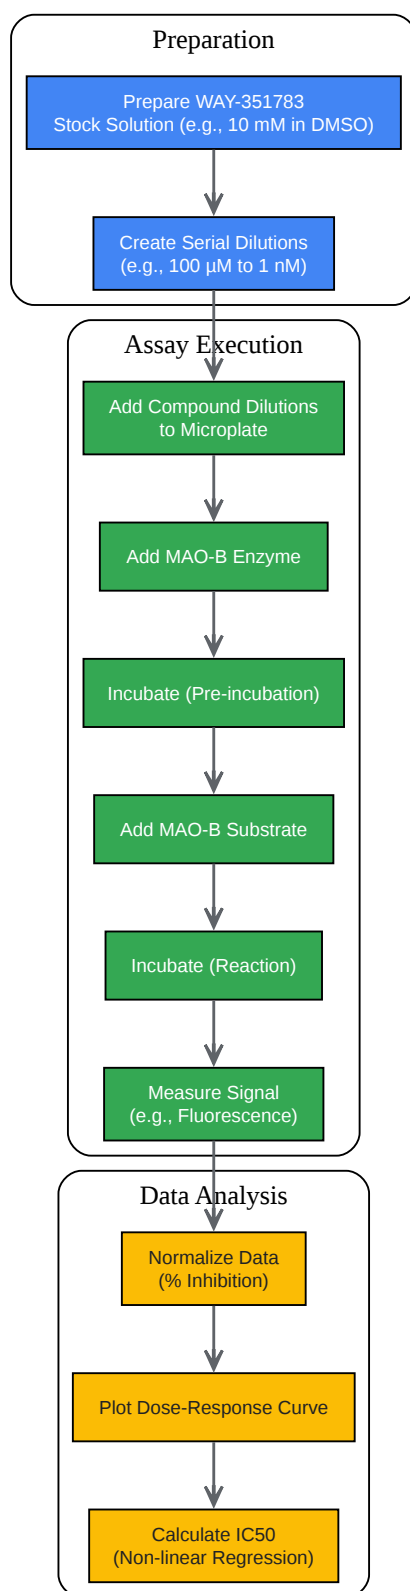 Preparation
Prepare WAY-351783
Stock Solution (e.g., 10 mM in DMSO)
Create Serial Dilutions
(e.g., 100 µM to 1 nM)
Assay Execution
Add Compound Dilutions
to Microplate
Add MAO-B Enzyme
Incubate (Pre-incubation)
Add MAO-B Substrate
Incubate (Reaction)
Measure Signal
(e.g., Fluorescence)
Data Analysis
Normalize Data
(% Inhibition)
Plot Dose-Response Curve
Calculate IC50
(Non-linear Regression)